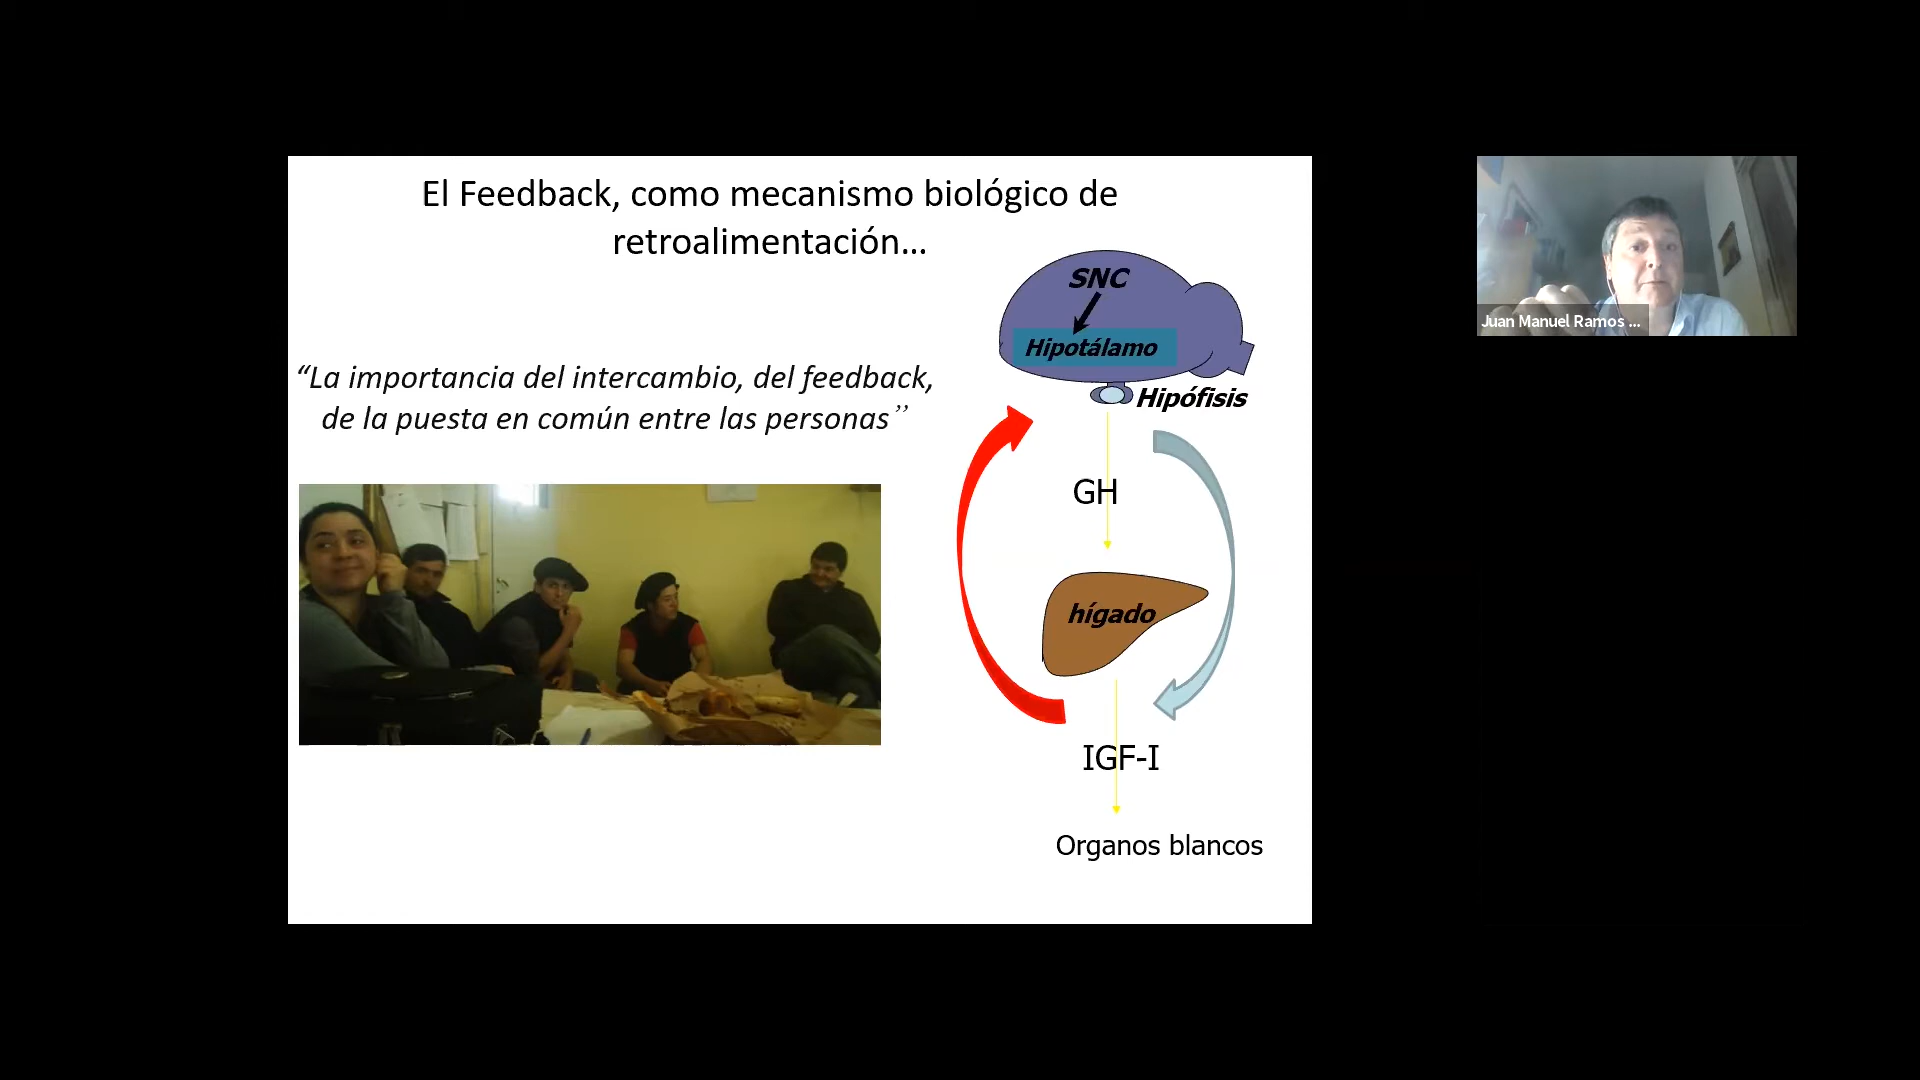 El Feedback, como mecanismo biológico de
retroalimentación...
“La importancia del intercambio, del feedback,
de la puesta en común entre las personas”
SNC
Hipotálamo
Hipófisis
GH
hígado
IGF-I
Organos blancos
Juan Manuel Ramos ...